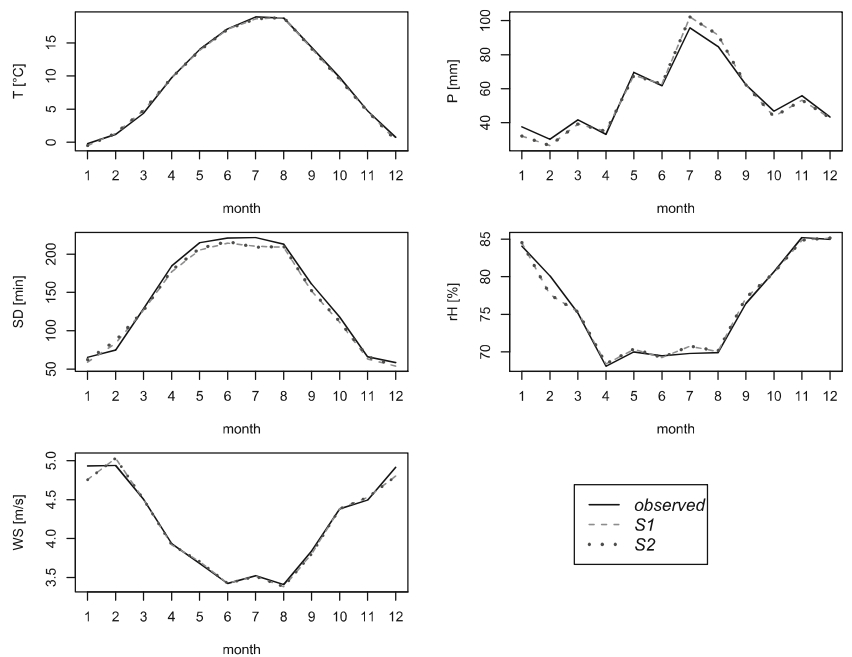 T [°C]
0 5 10 15
1 2 3 4 5 6 7 8 9 10 11 12
month
P [mm]
40 60 80 100
1 2 3 4 5 6 7 8 9 10 11 12
month
SD [min]
50 100 150 200
1 2 3 4 5 6 7 8 9 10 11 12
month
rH [%]
70 75 80 85
1 2 3 4 5 6 7 8 9 10 11 12
month
WS [m/s]
3.5 4.0 4.5 5.0
1 2 3 4 5 6 7 8 9 10 11 12
month
observed
S1
S2